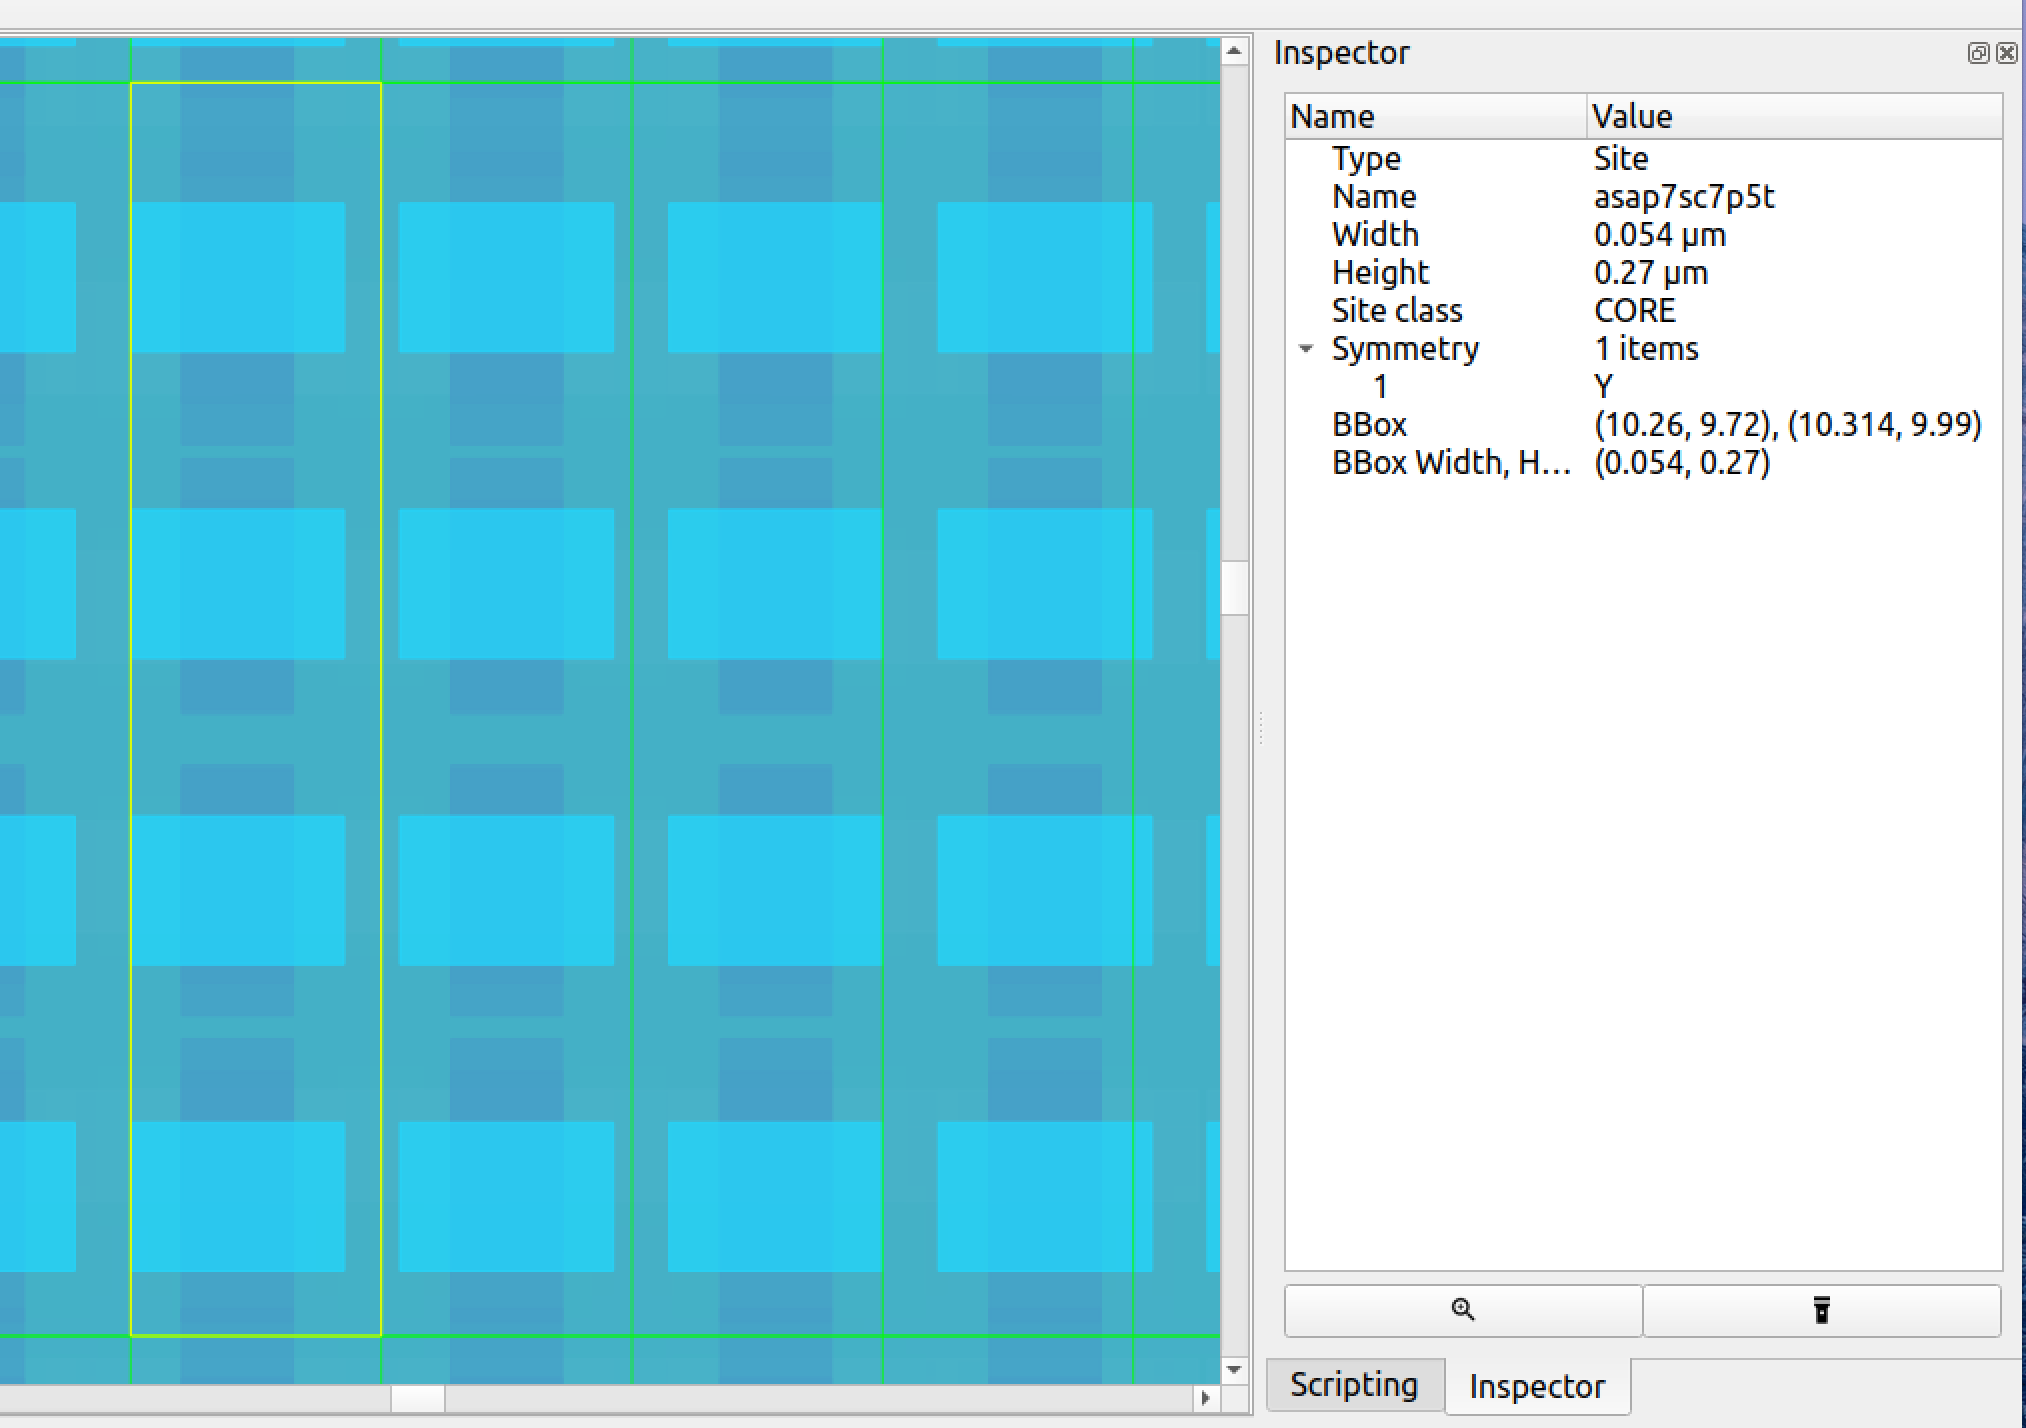 Inspector
Name Value
Type Site
Name asap7sc7p5t
Width 0.054 µm
Height 0.27 µm
Site class CORE
Symmetry 1 items
1 Y
BBox (10.26, 9.72), (10.314, 9.99)
BBox Width, H... (0.054, 0.27)
Scripting Inspector